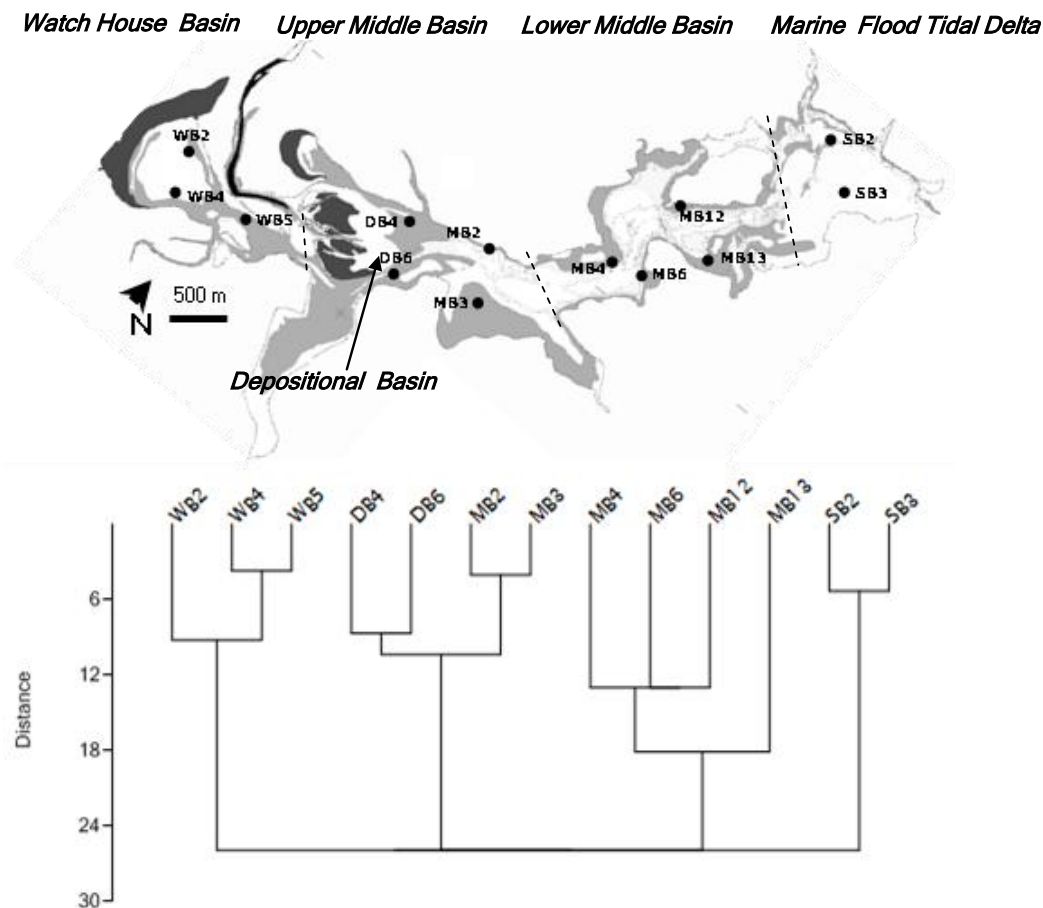 Watch House Basin Upper Middle Basin Lower Middle Basin Marine Flood Tidal Delta
WB2
WB4
WB5
DB4
DB6
MB2
MB3
MB4
MB6
MB12
MB13
SB2
SB3
500 m
N
Depositional Basin
WB2 WB4 WB5 DB4 DB6 MB2 MB3 MB4 MB6 MB12 MB13 SB2 SB3
Distance
6
12
18
24
30